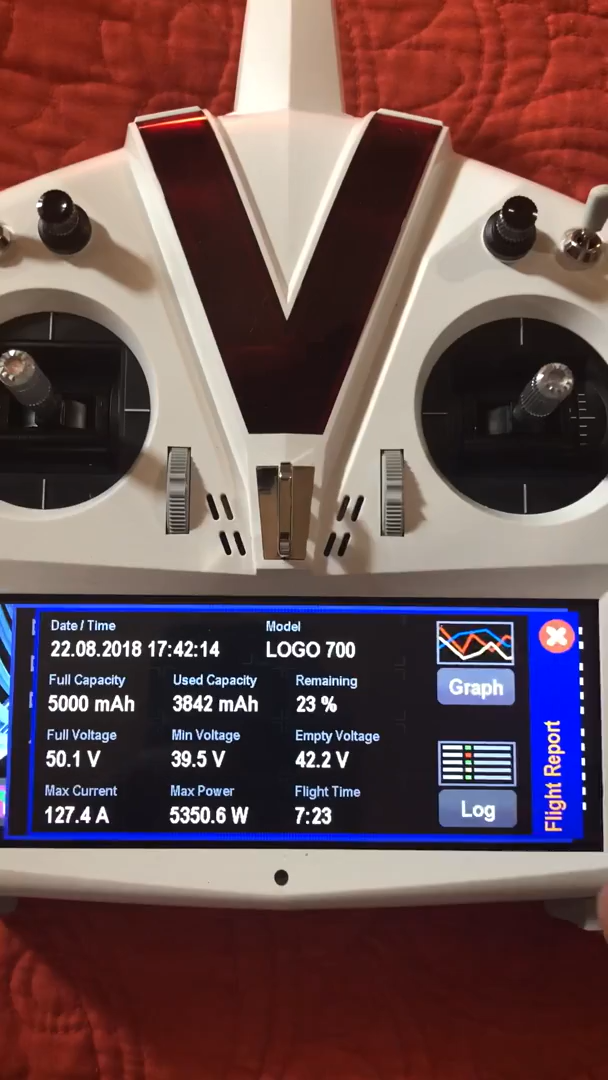 Date / Time Model
22.08.2018 17:42:14 LOGO 700
Full Capacity Used Capacity Remaining
5000 mAh 3842 mAh 23 %
Full Voltage Min Voltage Empty Voltage
50.1 V 39.5 V 42.2 V
Max Current Max Power Flight Time
127.4 A 5350.6 W 7:23
Graph
Log
Flight Report